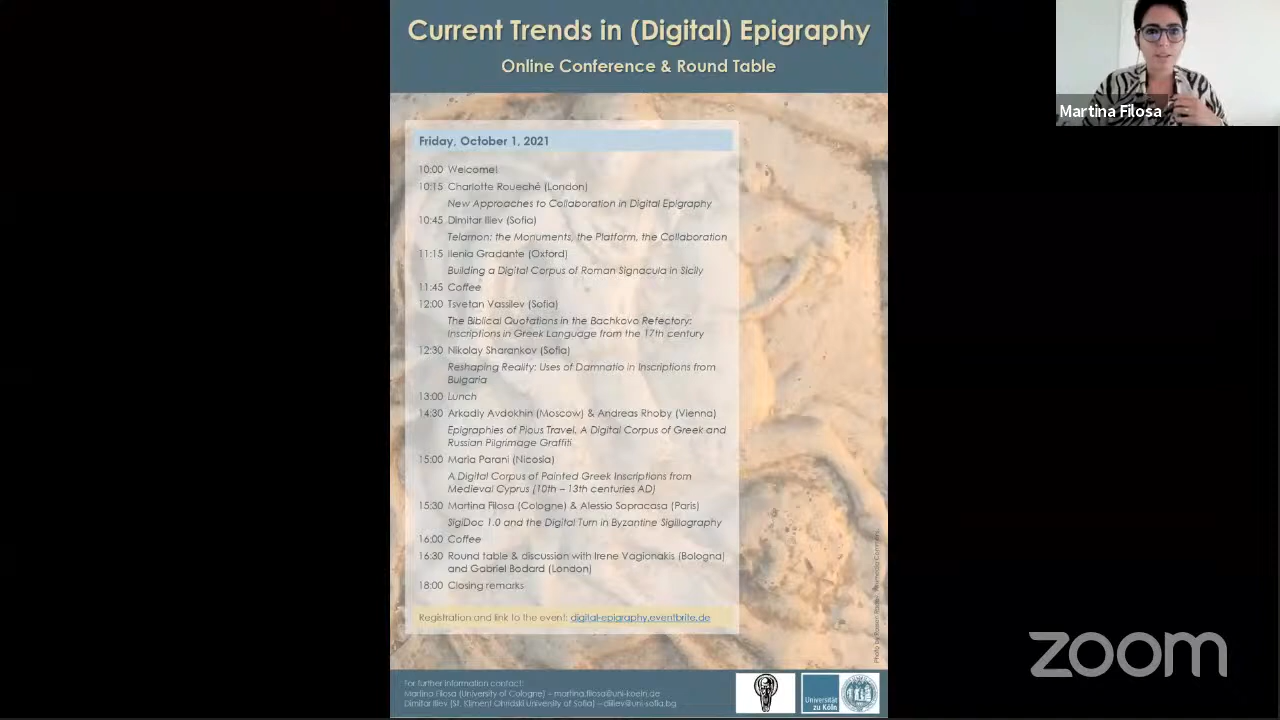 Current Trends in (Digital) Epigraphy
Online Conference & Round Table
Friday, October 1, 2021
10:00 Welcome!
10:15 Charlotte Roueché (London)
New Approaches to Collaboration in Digital Epigraphy
10:45 Dimitar Iliev (Sofia)
Telamon: the Monuments, the Platform, the Collaboration
11:15 Ilenia Gradante (Oxford)
Building a Digital Corpus of Roman Signacula in Sicily
11:45 Coffee
12:00 Tsvetan Vassilev (Sofia)
The Biblical Quotations in the Bachkovo Refectory:
Inscriptions in Greek Language from the 17th century
12:30 Nikolay Sharankov (Sofia)
Reshaping Reality: Uses of Damnatio in Inscriptions from
Bulgaria
13:00 Lunch
14:30 Arkadiy Avdokhin (Moscow) & Andreas Rhoby (Vienna)
Epigraphies of Pious Travel. A Digital Corpus of Greek and
Russian Pilgrimage Graffiti
15:00 Maria Parani (Nicosia)
A Digital Corpus of Painted Greek Inscriptions from
Medieval Cyprus (10th – 13th centuries AD)
15:30 Martina Filosa (Cologne) & Alessio Sopracasa (Paris)
SigiDoc 1.0 and the Digital Turn in Byzantine Sigillography
16:00 Coffee
16:30 Round table & discussion with Irene Vagionakis (Bologna)
and Gabriel Bodard (London)
18:00 Closing remarks
Registration and link to the event: digital-epigraphy.eventbrite.de
For further information contact:
Martina Filosa (University of Cologne) – martina.filosa@uni-koeln.de
Dimitar Iliev (St. Kliment Ohridski University of Sofia) – diiliev@uni-sofia.bg
Universität
zu Köln
Martina Filosa
zoom